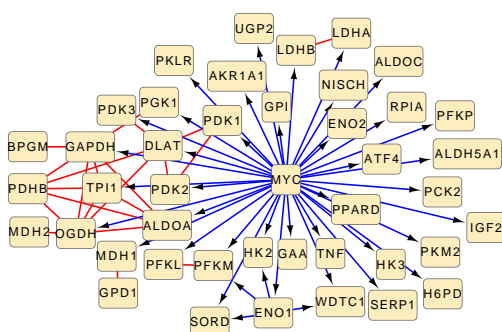 UGP2
LDHB
LDHA
PKLR
AKR1A1
NISCH
ALDOC
PDK3
PGK1
GPI
PDK1
ENO2
RPIA
PFKP
BPGM
GAPDH
DLAT
ATF4
ALDH5A1
PDHB
TPI1
PDK2
MYC
PCK2
MDH2
OGDH
ALDOA
PPARD
IGF2
MDH1
PFKL
PFKM
HK2
GAA
TNF
HK3
PKM2
GPD1
H6PD
SORD
ENO1
WDTC1
SERP1